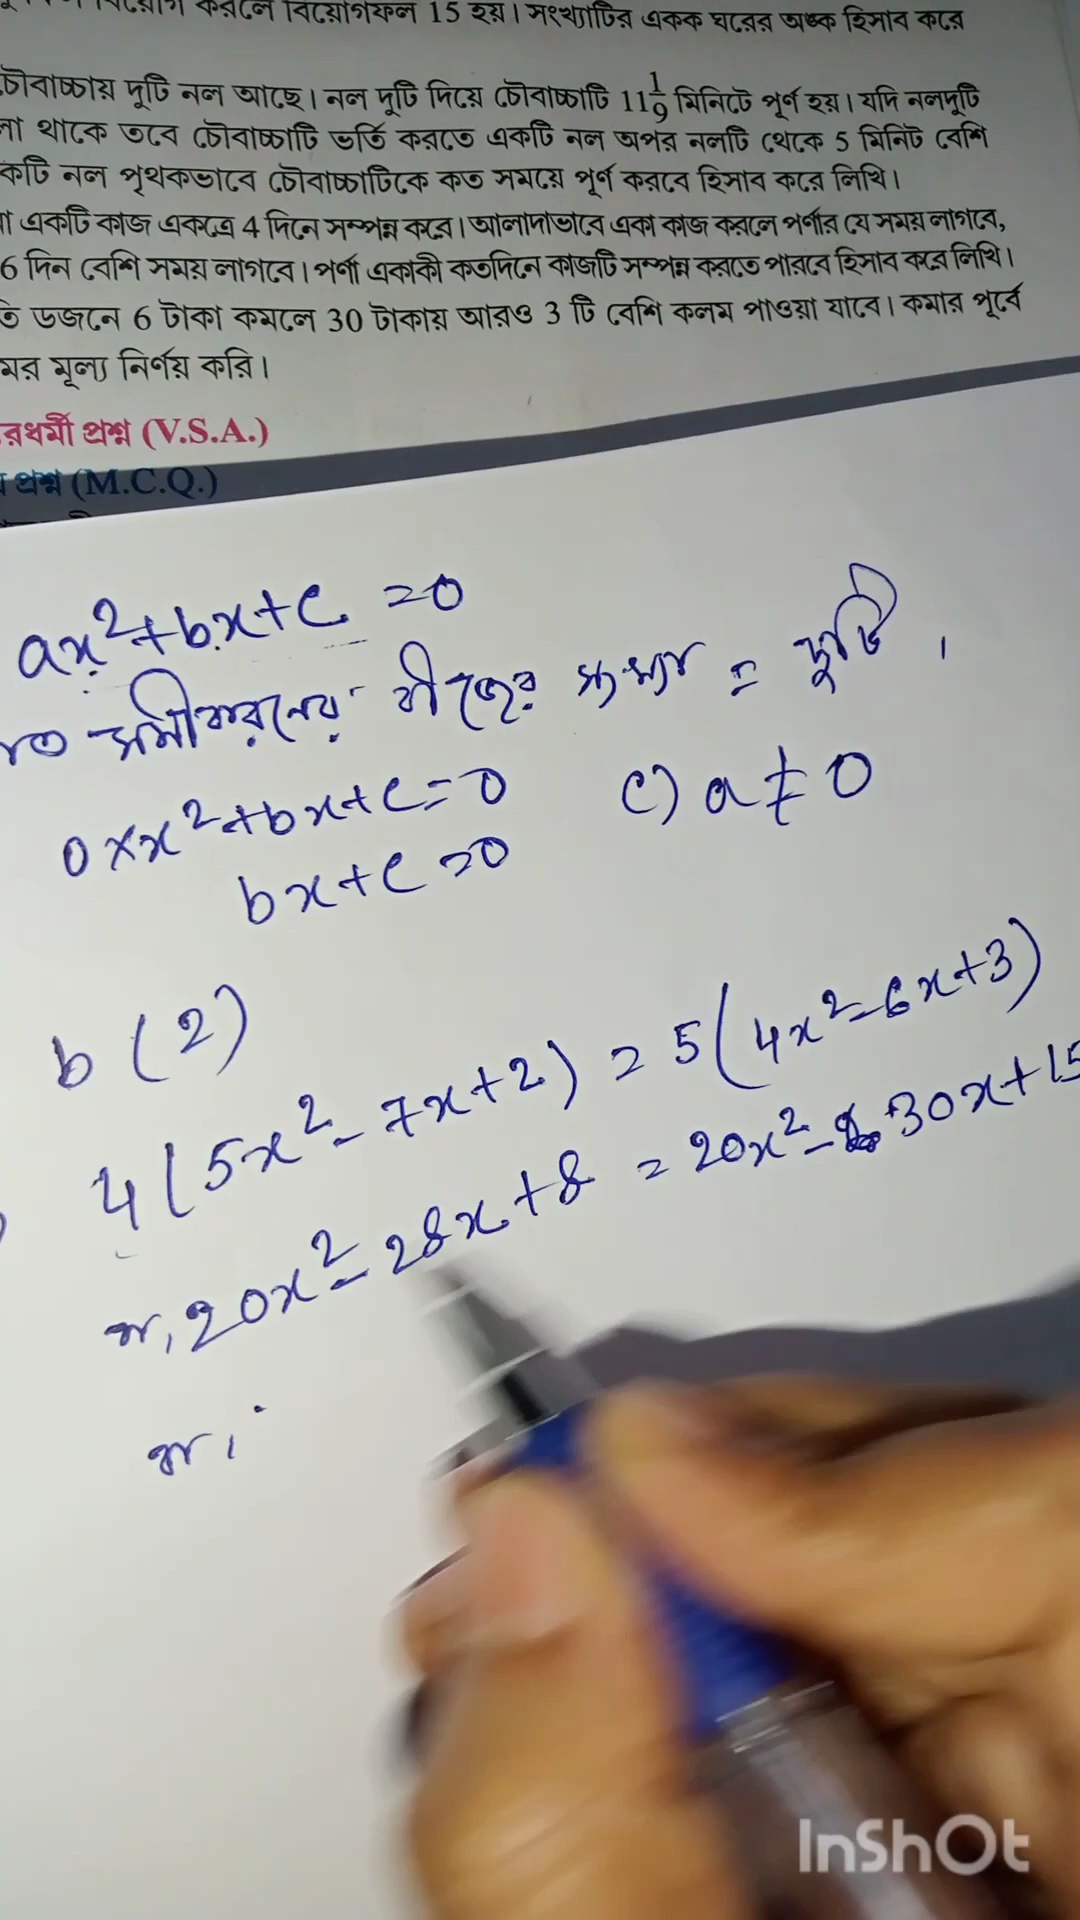 করলে বিয়োগফল 15 হয়। সংখ্যাটির একক ঘরের অঙ্ক হিসাব করে
চৌবাচ্চায় দুটি নল আছে। নল দুটি দিয়ে চৌবাচ্চাটি 11 1/9 মিনিটে পূর্ণ হয়। যদি নলদুটি
থাকে তবে চৌবাচ্চাটি ভর্তি করতে একটি নল অপর নলটি থেকে 5 মিনিট বেশি
কটি নল পৃথকভাবে চৌবাচ্চাটিকে কত সময়ে পূর্ণ করবে হিসাব করে লিখি।
একটি কাজ একত্রে 4 দিনে সম্পন্ন করে। আলাদাভাবে একা কাজ করলে পর্ণার যে সময় লাগবে,
6 দিন বেশি সময় লাগবে। পর্ণা একাকী কতদিনে কাজটি সম্পন্ন করতে পারবে হিসাব করে লিখি।
ডজনে 6 টাকা কমলে 30 টাকায় আরও 3 টি বেশি কলম পাওয়া যাবে। কমার পূর্বে
মূল্য নির্ণয় করি।
রধর্মী প্রশ্ন (V.S.A.)
প্রশ্ন (M.C.Q.)
ax²+bx+c =0
সমীকরনের বীজের সংখ্যা = দুটি।
0×x²+bx+c=0 c) a≠0
bx+c=0
b (2)
4(5x²-7x+2) = 5(4x²-6x+3)
বা, 20x²-28x+8 = 20x²-30x+15
বা,
InShOt